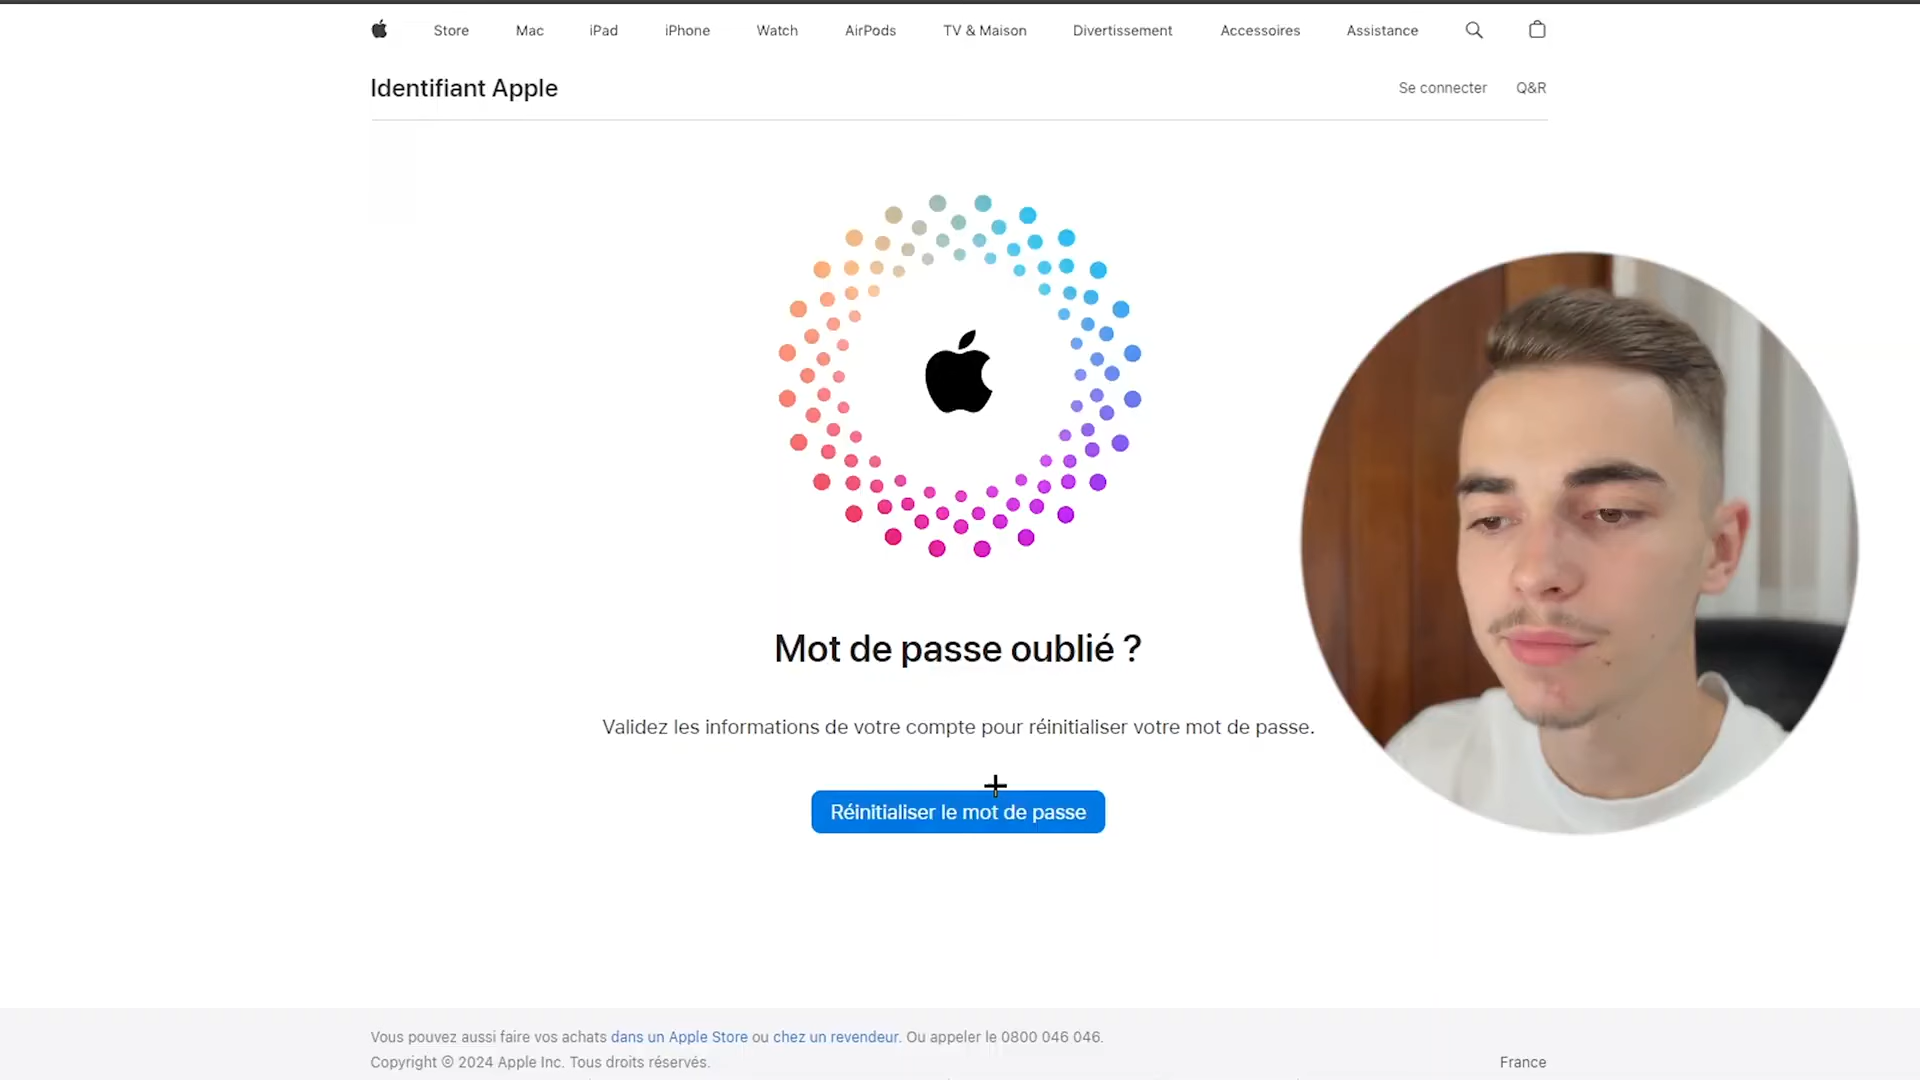 Store
Mac
iPad
iPhone
Watch
AirPods
TV & Maison
Divertissement
Accessoires
Assistance
Identifiant Apple
Se connecter
Q&R
Mot de passe oublié ?
Validez les informations de votre compte pour réinitialiser votre mot de passe.
Réinitialiser le mot de passe
Vous pouvez aussi faire vos achats dans un Apple Store ou chez un revendeur. Ou appeler le 0800 046 046.
Copyright © 2024 Apple Inc. Tous droits réservés.
France